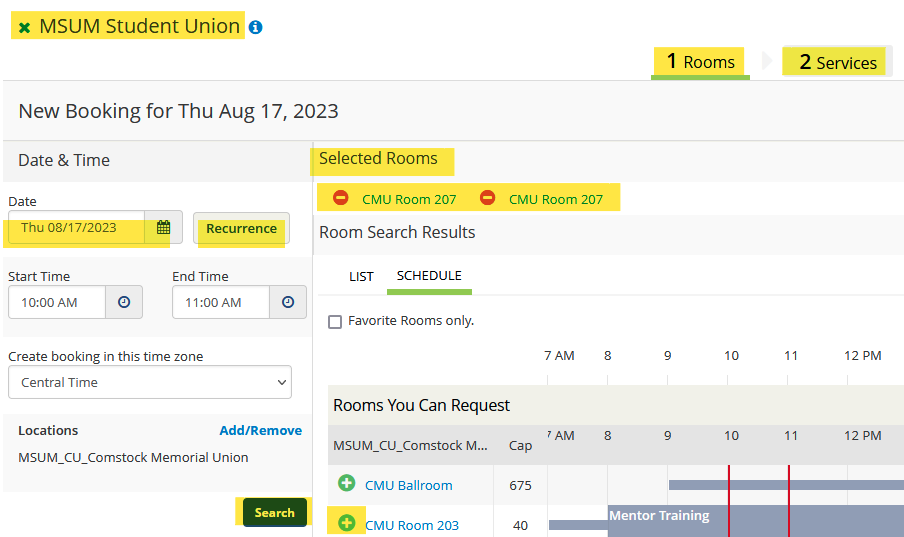 MSUM Student Union
1 Rooms
2 Services
New Booking for Thu Aug 17, 2023
Date & Time
Date
Thu 08/17/2023
Recurrence
Start Time
End Time
10:00 AM
11:00 AM
Create booking in this time zone
Central Time
Locations
Add/Remove
MSUM_CU_Comstock Memorial Union
Search
Selected Rooms
CMU Room 207
CMU Room 207
Room Search Results
LIST
SCHEDULE
Favorite Rooms only.
7 AM 8 9 10 11 12 PM
Rooms You Can Request
MSUM_CU_Comstock M... Cap 7 AM 8 9 10 11 12 PM
CMU Ballroom 675
CMU Room 203 40 Mentor Training